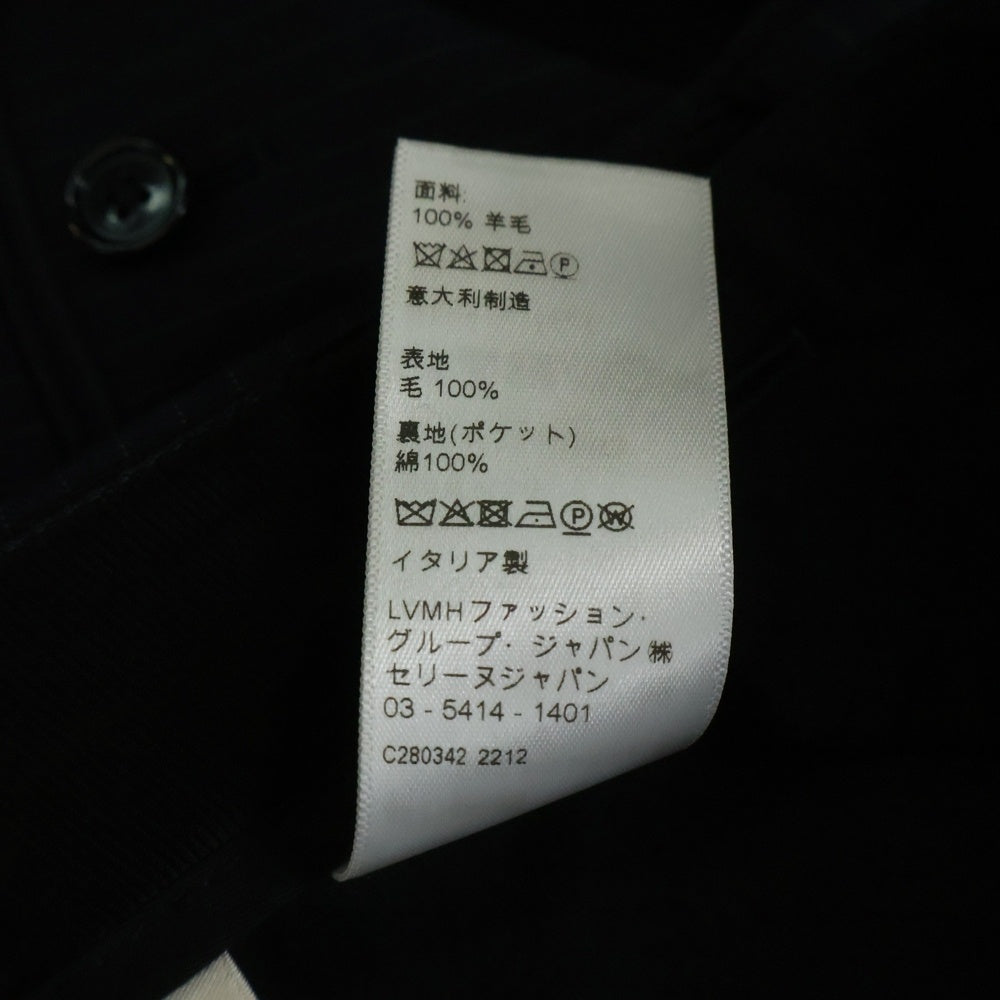 面料:
100% 羊毛
P
意大利制造
表地
毛 100%
裏地(ポケット)
綿100%
P W
イタリア製
LVMHファッション・
グループ・ジャパン㈱
セリーヌジャパン
03 - 5414 - 1401
C280342 2212